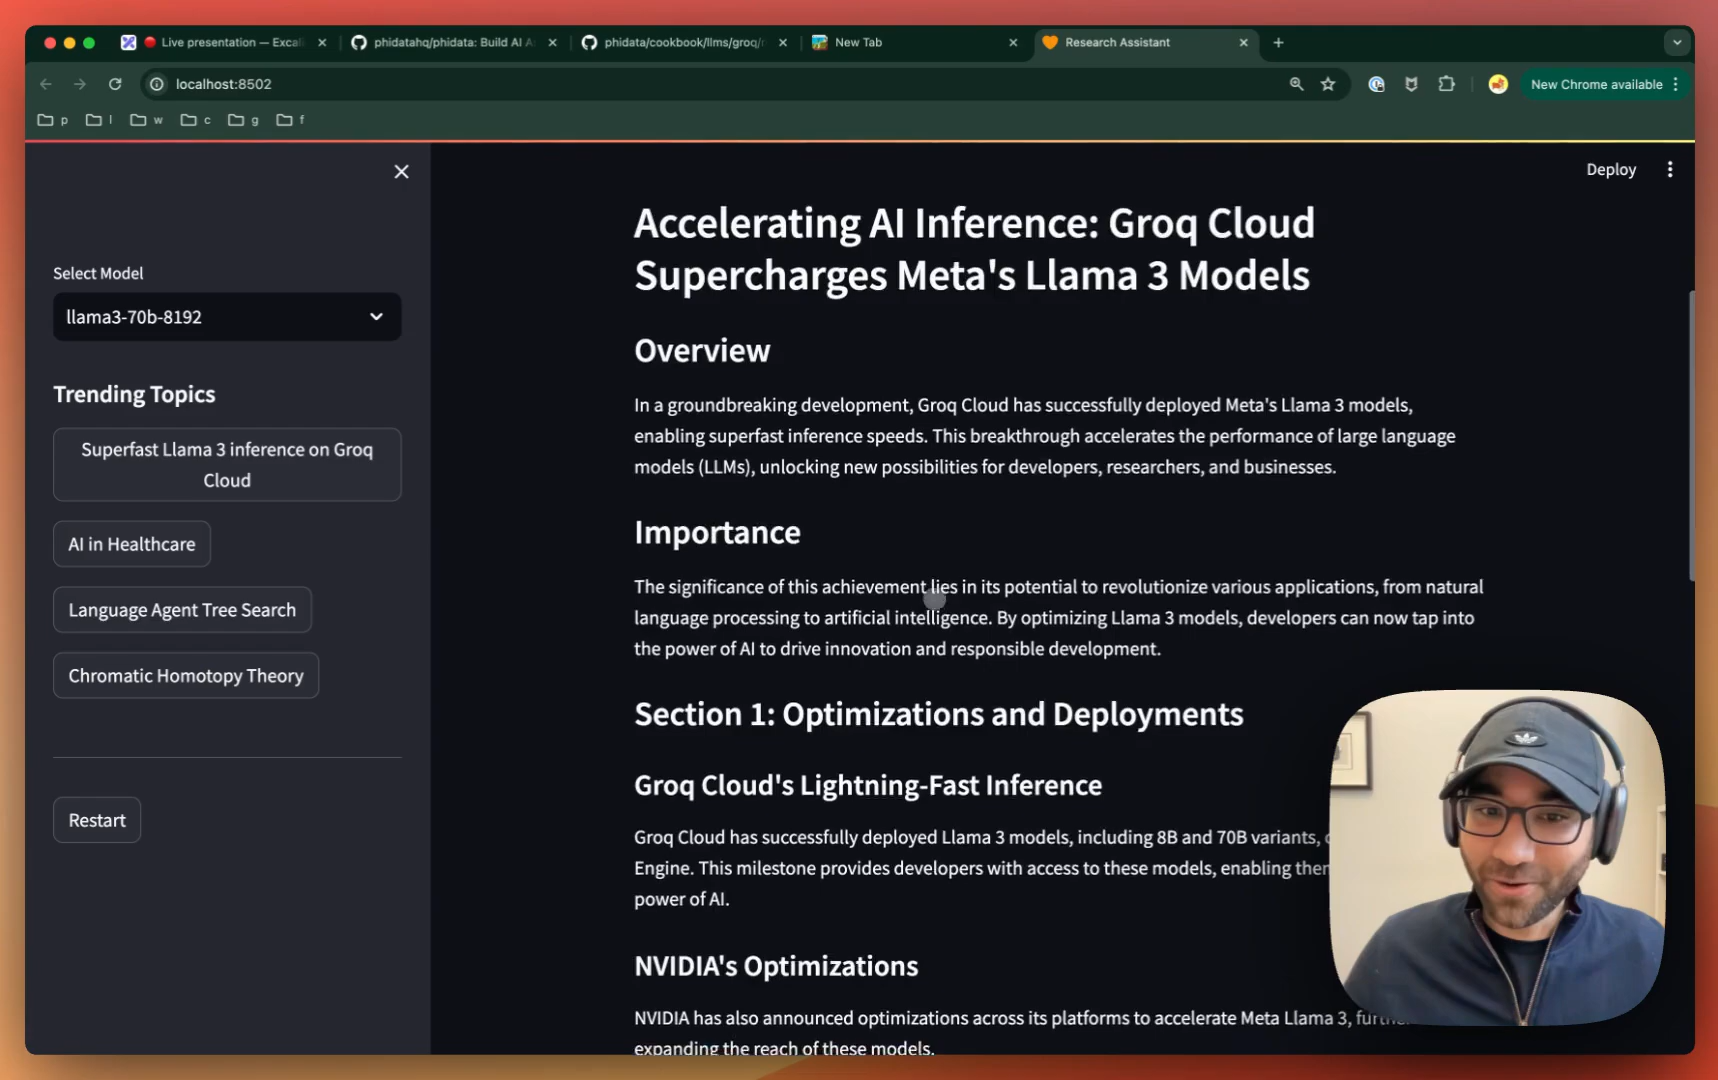 Live presentation — Excali
phidatahq/phidata: Build AI A
phidata/cookbook/llms/groq/r
New Tab
Research Assistant
localhost:8502
New Chrome available
p
l
w
c
g
f
Deploy
Select Model
llama3-70b-8192
Trending Topics
Superfast Llama 3 inference on Groq
Cloud
AI in Healthcare
Language Agent Tree Search
Chromatic Homotopy Theory
Restart
Accelerating AI Inference: Groq Cloud
Supercharges Meta's Llama 3 Models
Overview
In a groundbreaking development, Groq Cloud has successfully deployed Meta's Llama 3 models,
enabling superfast inference speeds. This breakthrough accelerates the performance of large language
models (LLMs), unlocking new possibilities for developers, researchers, and businesses.
Importance
The significance of this achievement lies in its potential to revolutionize various applications, from natural
language processing to artificial intelligence. By optimizing Llama 3 models, developers can now tap into
the power of AI to drive innovation and responsible development.
Section 1: Optimizations and Deployments
Groq Cloud's Lightning-Fast Inference
Groq Cloud has successfully deployed Llama 3 models, including 8B and 70B variants,
Engine. This milestone provides developers with access to these models, enabling
power of AI.
NVIDIA's Optimizations
NVIDIA has also announced optimizations across its platforms to accelerate Meta Llama 3,
expanding the reach of these models.